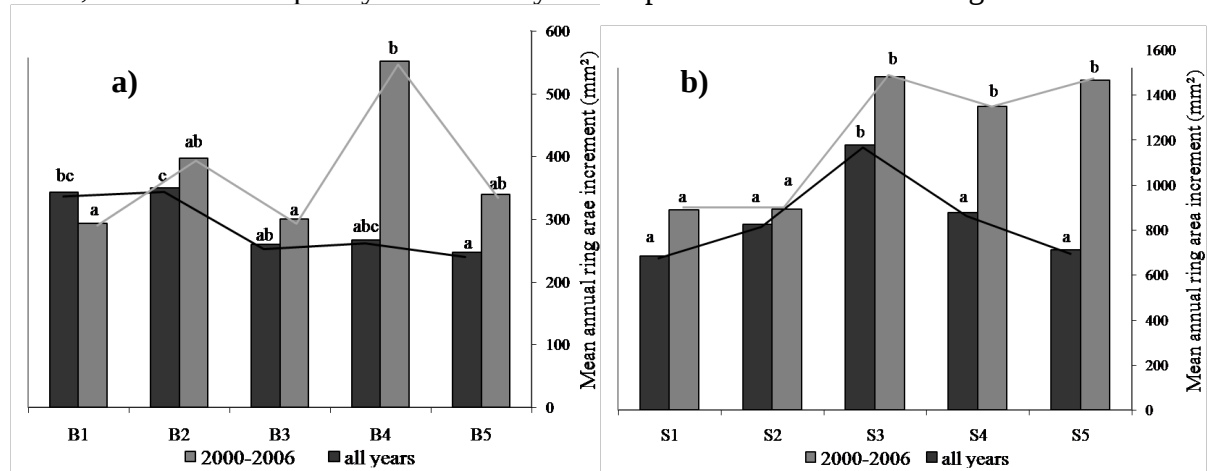 a)
600
500
400
300
200
100
0
Mean annual ring arae increment (mm²)
bc
a
c
ab
ab
a
abc
b
a
ab
B1 B2 B3 B4 B5
2000-2006 all years
b)
1600
1400
1200
1000
800
600
400
200
0
Mean annual ring area increment (mm²)
a
a
a
a
b
b
a
b
a
b
S1 S2 S3 S4 S5
2000-2006 all years